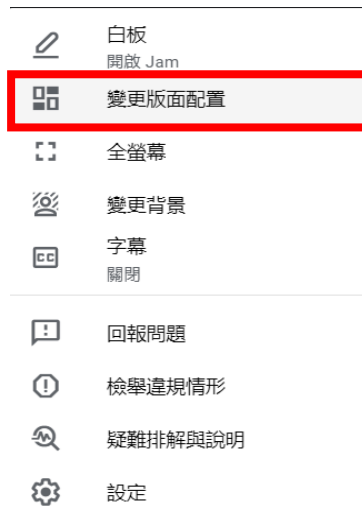 白板
開啟 Jam
變更版面配置
全螢幕
變更背景
CC
字幕
關閉
回報問題
檢舉違規情形
疑難排解與說明
設定